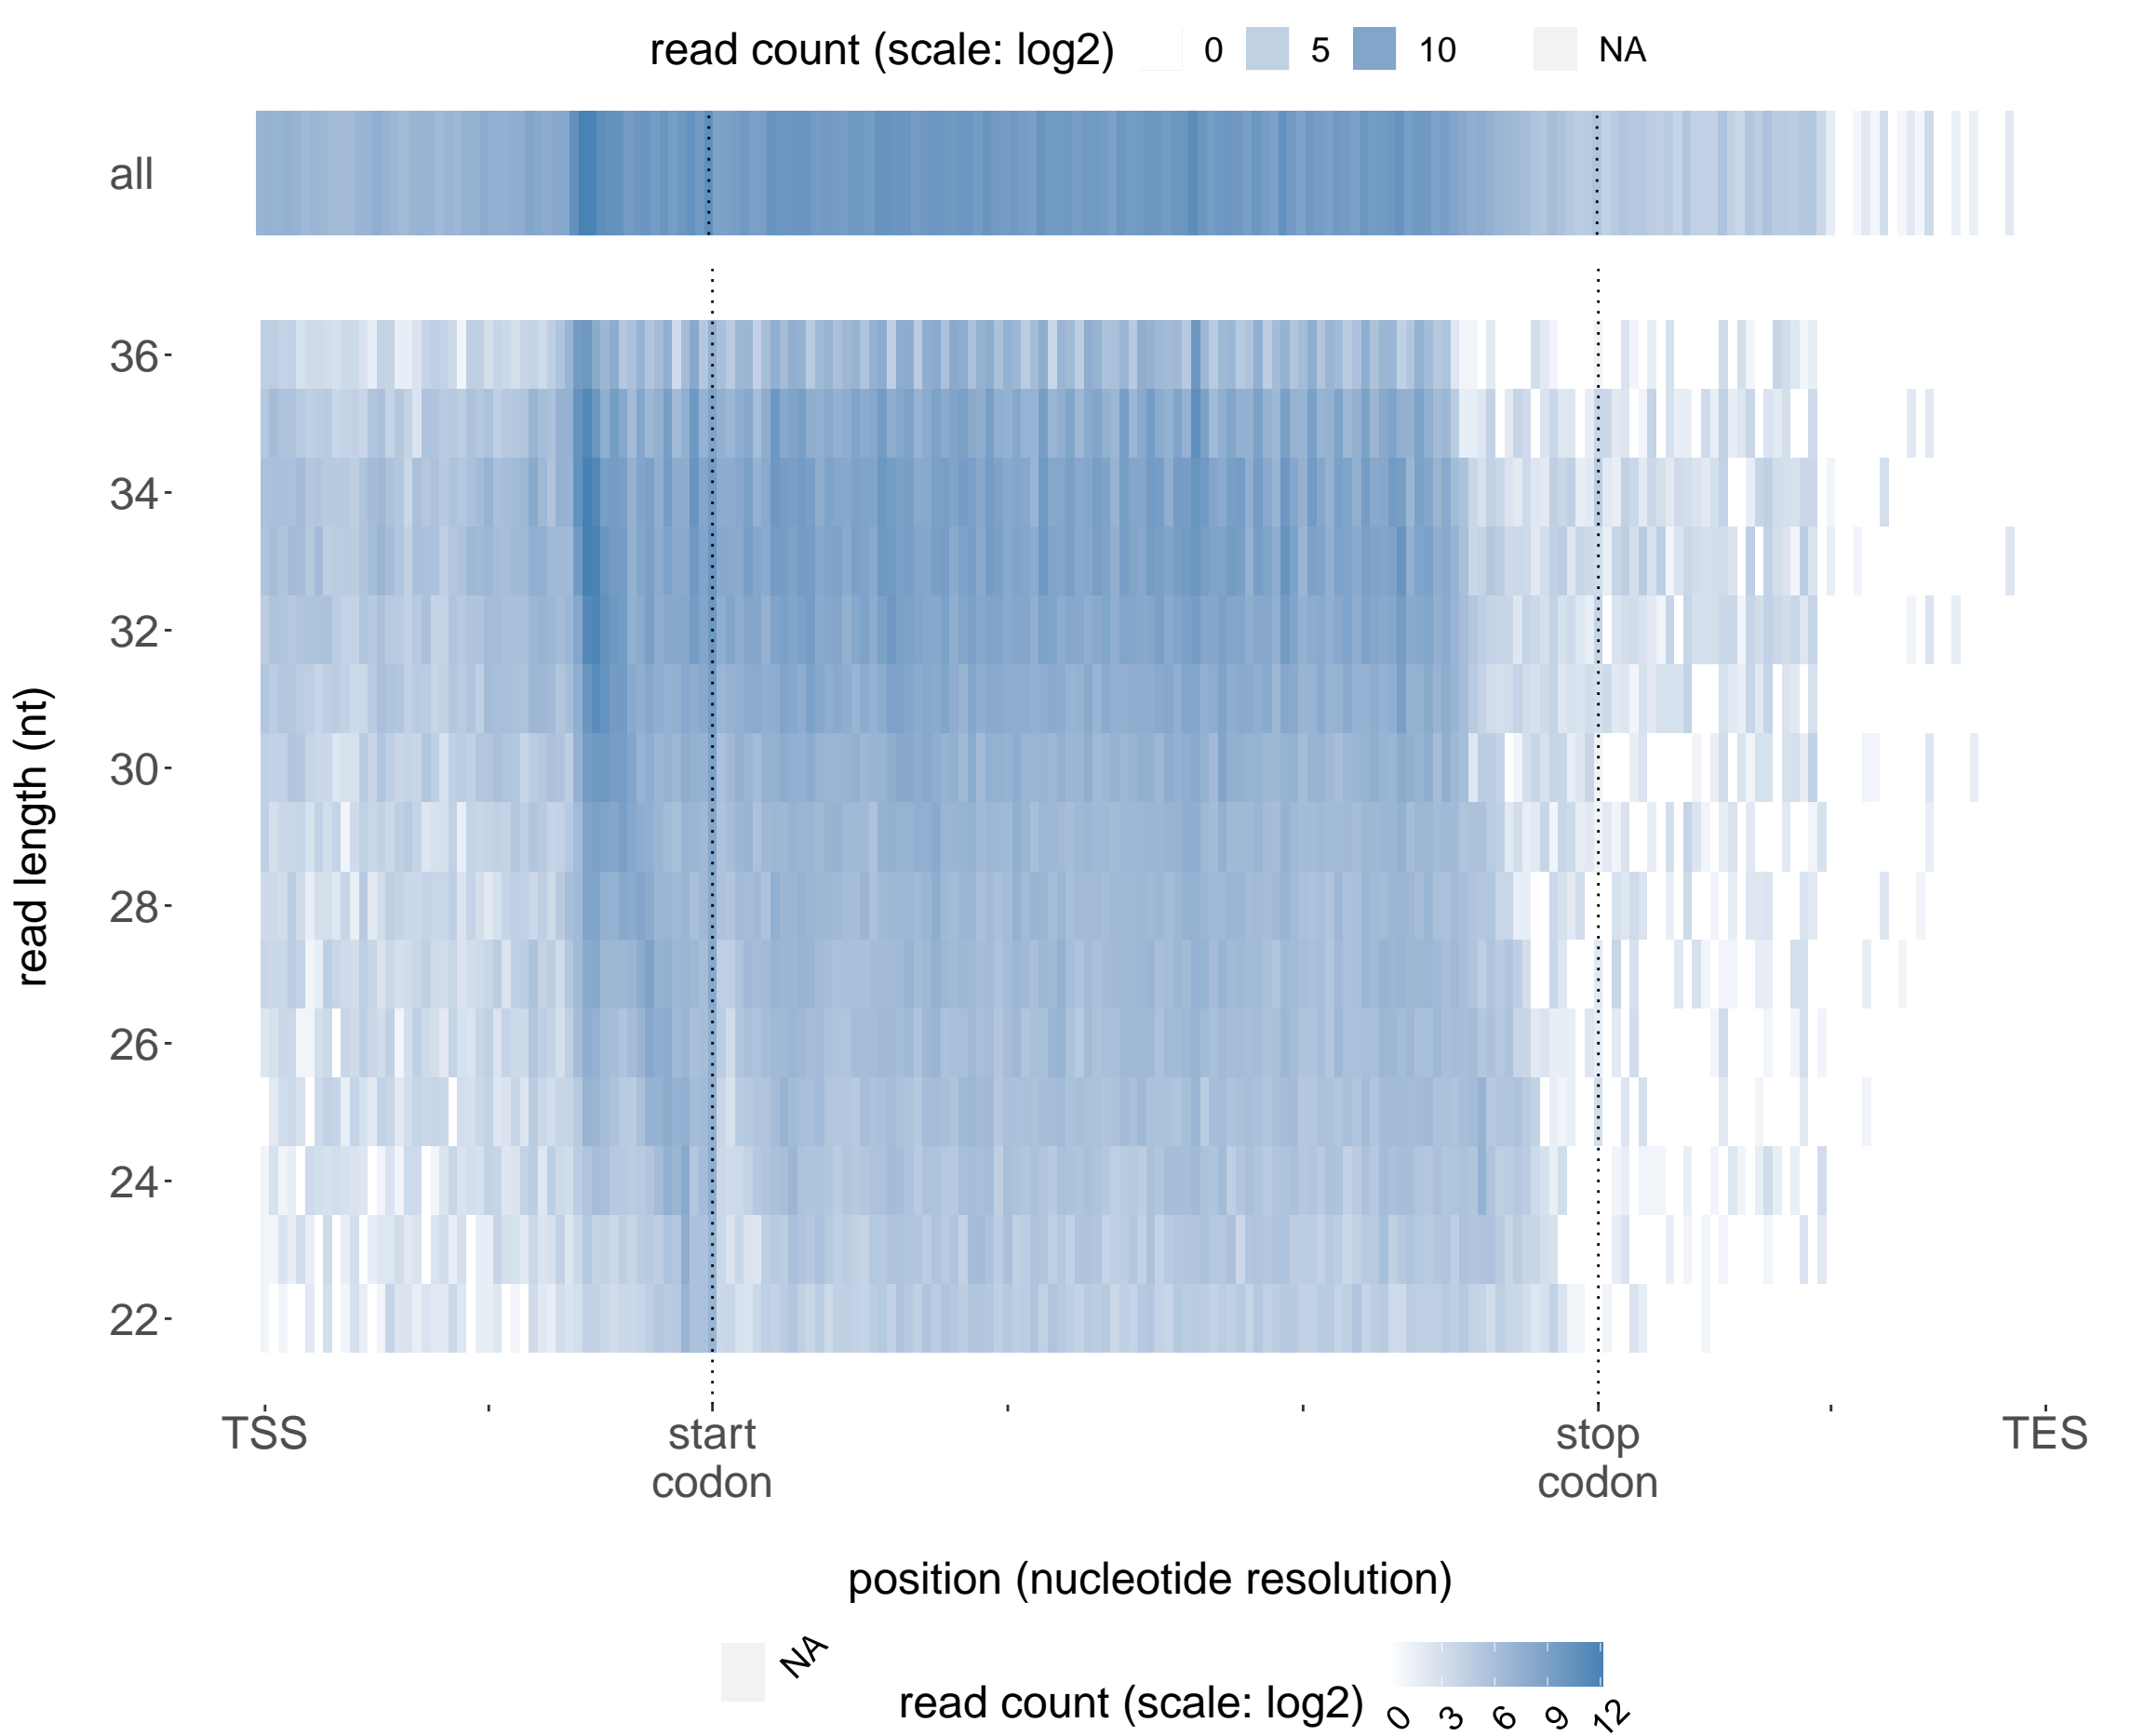 read count (scale: log2) 0 5 10 NA
all
36
34
32
30
28
26
24
22
read length (nt)
TSS start codon stop codon TES
position (nucleotide resolution)
NA
read count (scale: log2) 0 3 6 9 12